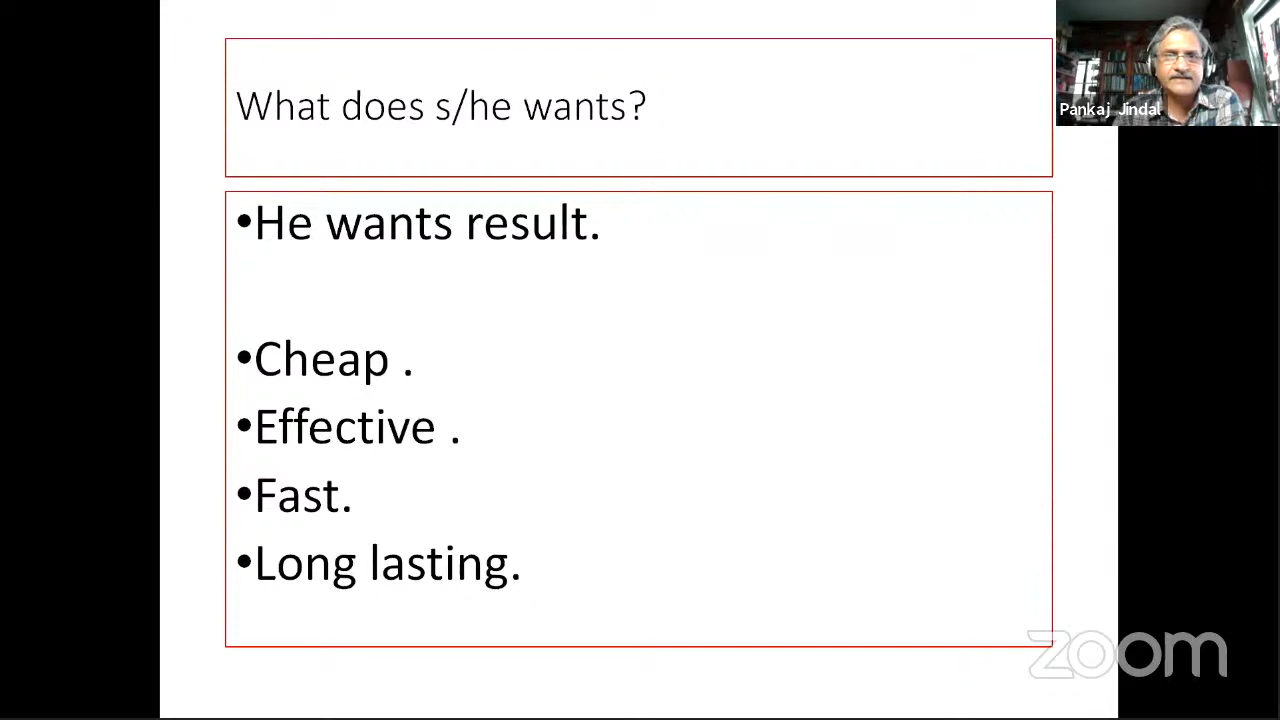 What does s/he wants?
Pankaj Jindal
•He wants result.
•Cheap .
•Effective .
•Fast.
•Long lasting.
zoom